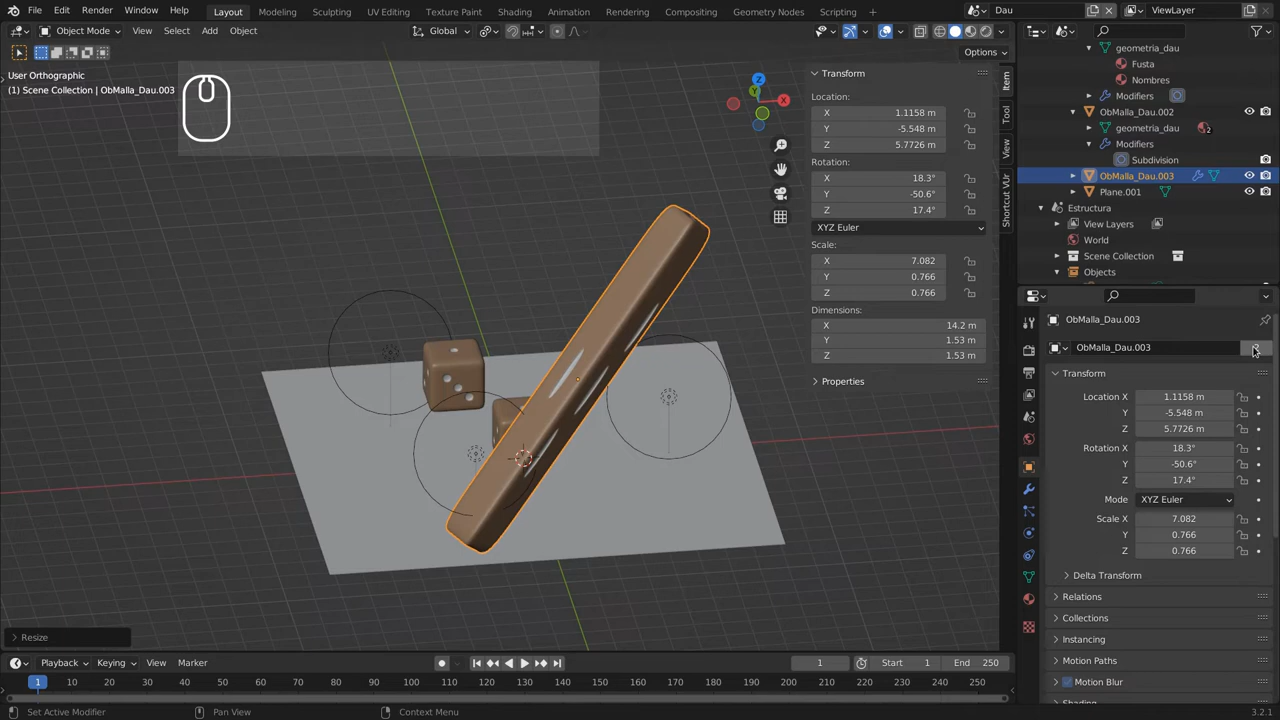 File Edit Render Window Help
Layout Modeling Sculpting UV Editing Texture Paint Shading Animation Rendering Compositing Geometry Nodes Scripting
Dau
ViewLayer
Object Mode View Select Add Object
Global
Options
User Orthographic
(1) Scene Collection | ObMalla_Dau.003
Z
Y
X
Transform
Location:
X 1.1158 m
Y -5.548 m
Z 5.7726 m
Rotation:
X 18.3°
Y -50.6°
Z 17.4°
XYZ Euler
Scale:
X 7.082
Y 0.766
Z 0.766
Dimensions:
X 14.2 m
Y 1.53 m
Z 1.53 m
Properties
Item
Tool
View
Shortcut VUr
geometria_dau
Fusta
Nombres
Modifiers
ObMalla_Dau.002
geometria_dau 2
Modifiers
Subdivision
ObMalla_Dau.003
Plane.001
Estructura
View Layers
World
Scene Collection
Objects
ObMalla_Dau.003
ObMalla_Dau.003
Transform
Location X 1.1158 m
Y -5.548 m
Z 5.7726 m
Rotation X 18.3°
Y -50.6°
Z 17.4°
Mode XYZ Euler
Scale X 7.082
Y 0.766
Z 0.766
Delta Transform
Relations
Collections
Instancing
Motion Paths
Motion Blur
Shading
Resize
Playback Keying View Marker
1 Start 1 End 250
1 10 20 30 40 50 60 70 80 90 100 110 120 130 140 150 160 170 180 190 200 210 220 230 240 250
Set Active Modifier Pan View Context Menu
3.2.1